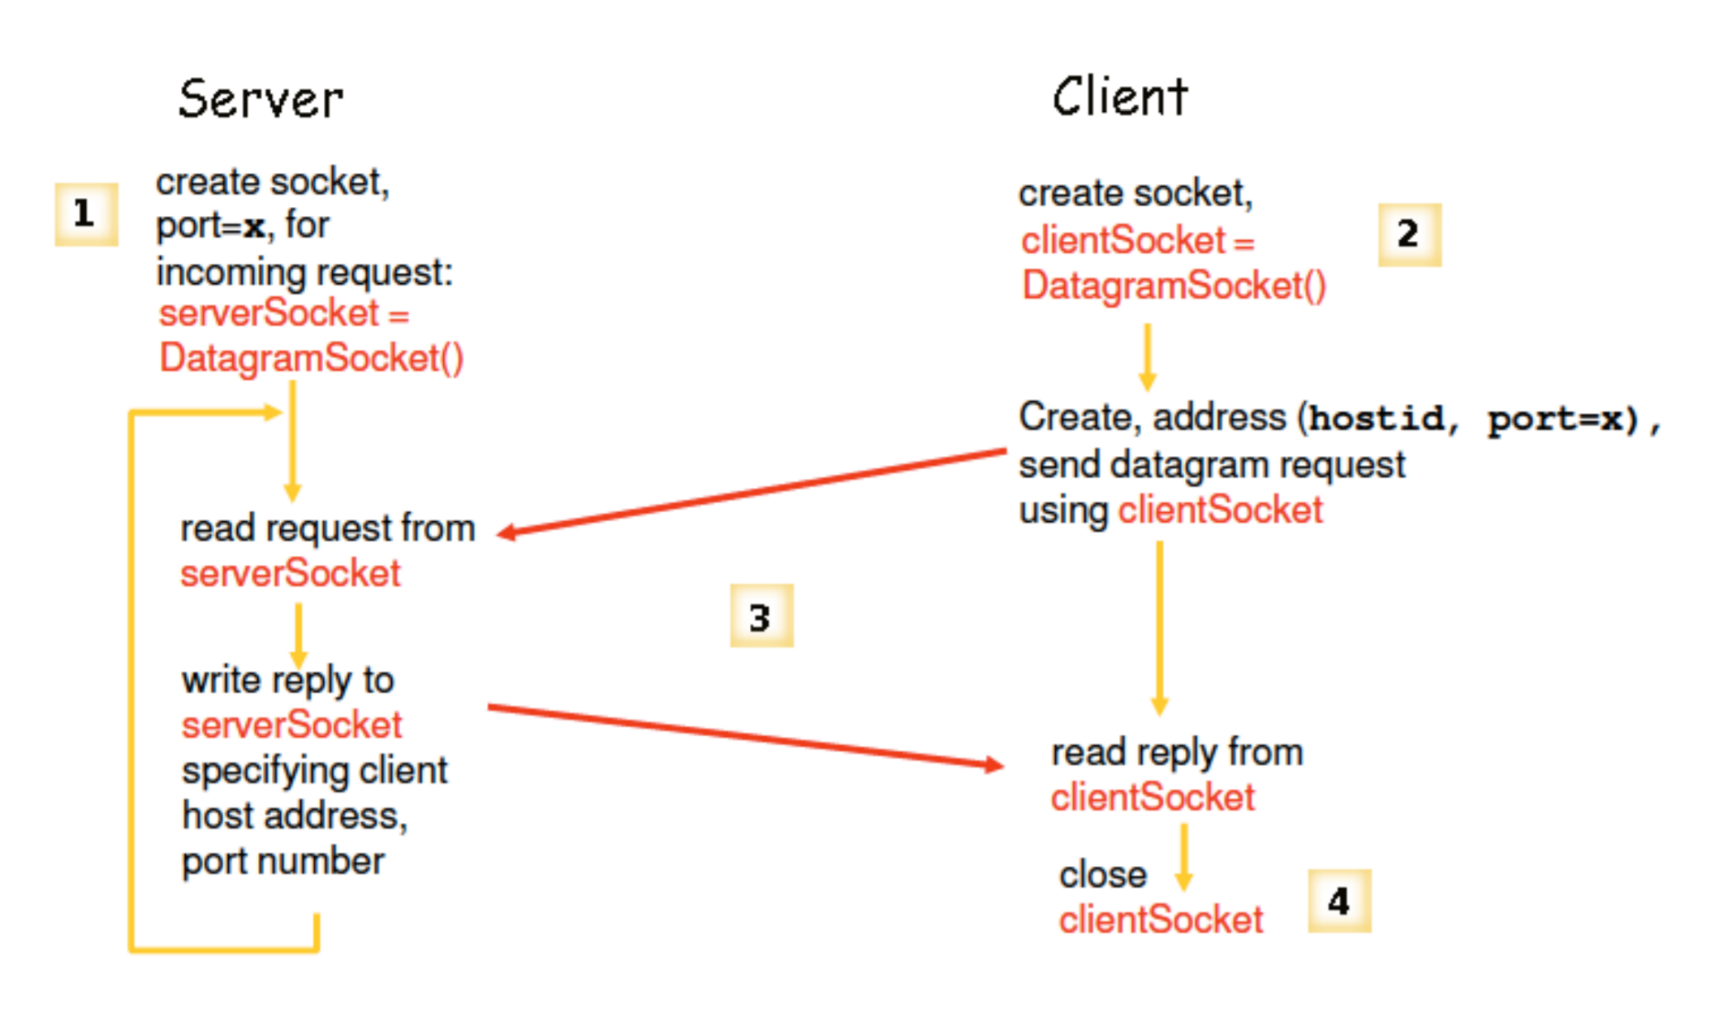 Server
1
create socket,
port=x, for
incoming request:
serverSocket =
DatagramSocket()
read request from
serverSocket
write reply to
serverSocket
specifying client
host address,
port number
3
Client
2
create socket,
clientSocket =
DatagramSocket()
Create, address (hostid, port=x),
send datagram request
using clientSocket
read reply from
clientSocket
close
clientSocket
4